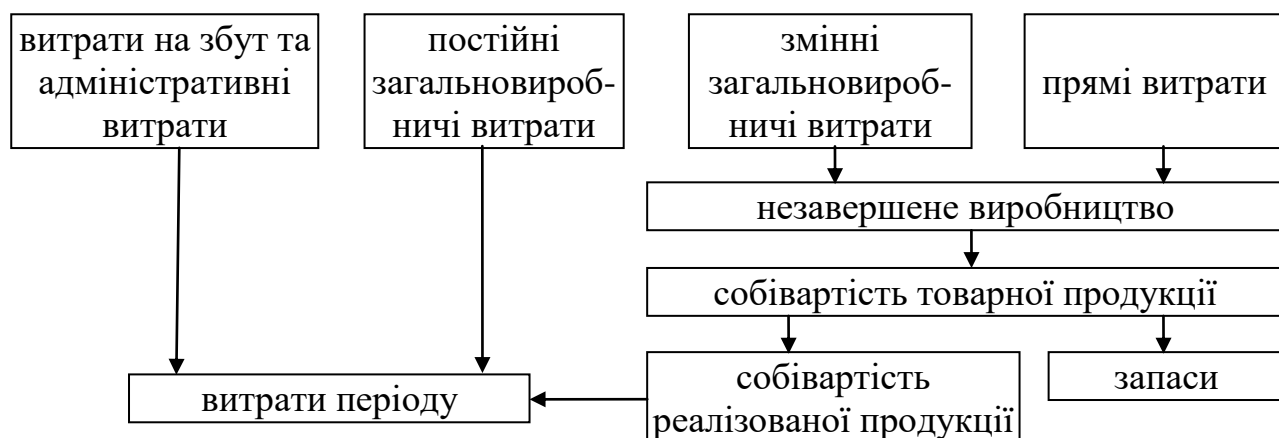 витрати на збут та
адміністративні
витрати
постійні
загальновироб-
ничі витрати
змінні
загальновироб-
ничі витрати
прямі витрати
незавершене виробництво
собівартість товарної продукції
собівартість
реалізованої продукції
запаси
витрати періоду